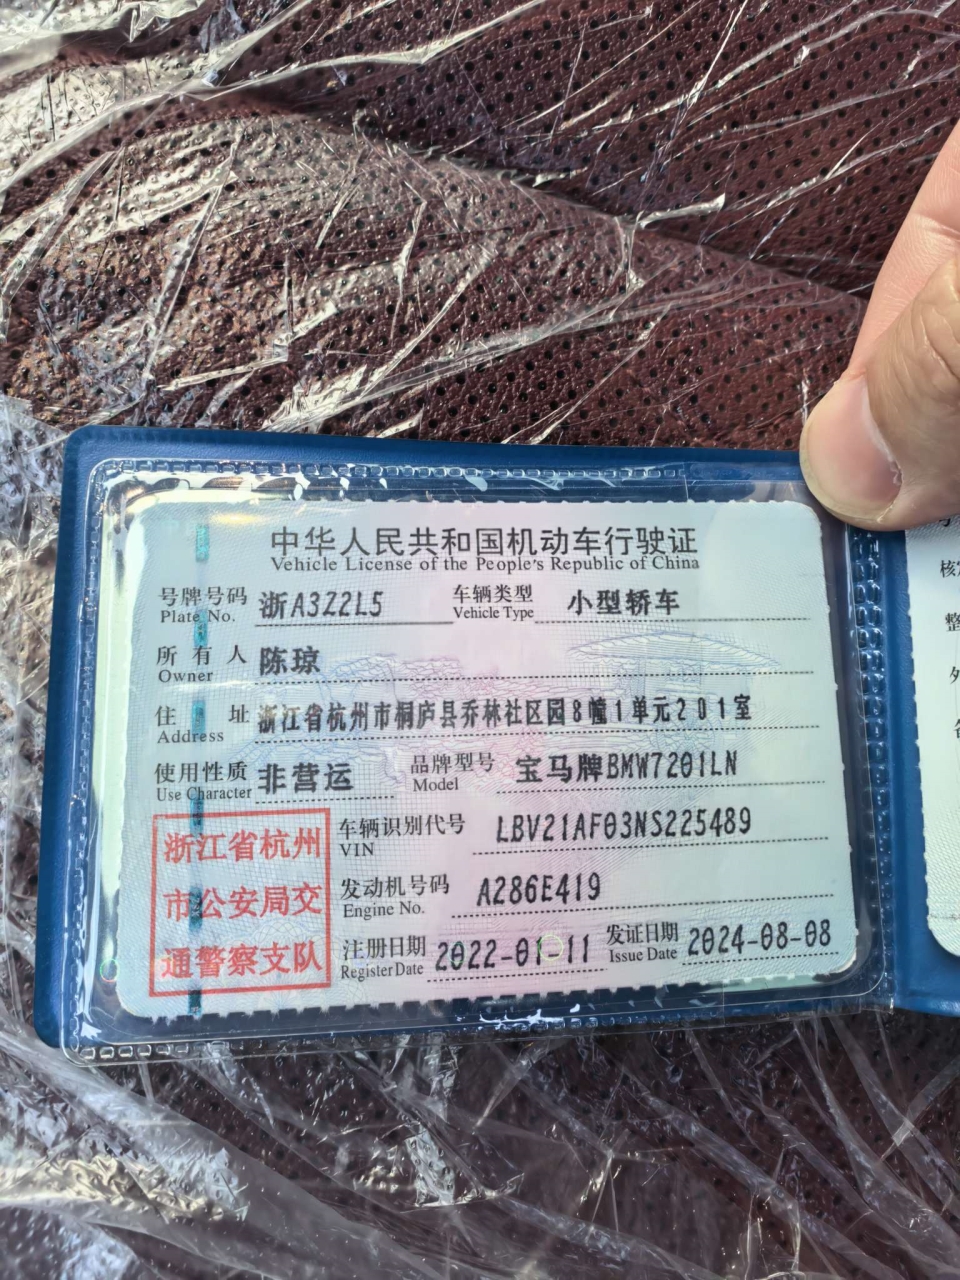 中华人民共和国机动车行驶证
Vehicle License of the People's Republic of China
号牌号码 浙A3Z2L5 车辆类型 小型轿车
Plate No. Vehicle Type
所有人 陈琼
Owner
住址 浙江省杭州市桐庐县乔林社区园8幢1单元201室
Address
使用性质 非营运 品牌型号 宝马牌BMW7201LN
Use Character Model
浙江省杭州
市公安局交
通警察支队
车辆识别代号 LBV21AF03NS225489
VIN
发动机号码 A286E419
Engine No.
注册日期 2022-01-11 发证日期 2024-08-08
Register Date Issue Date
核定
整
外